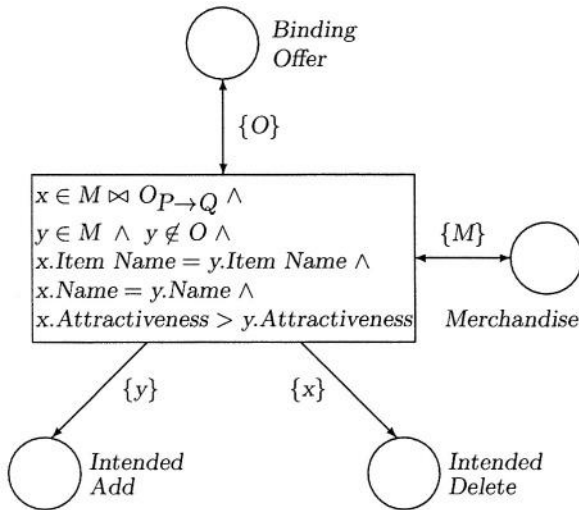 Binding
Offer
{O}
x ∈ M ⋈ O_{P→Q} ∧
y ∈ M ∧ y ∉ O ∧
x.Item Name = y.Item Name ∧
x.Name = y.Name ∧
x.Attractiveness > y.Attractiveness
{M}
Merchandise
{y}
{x}
Intended
Add
Intended
Delete